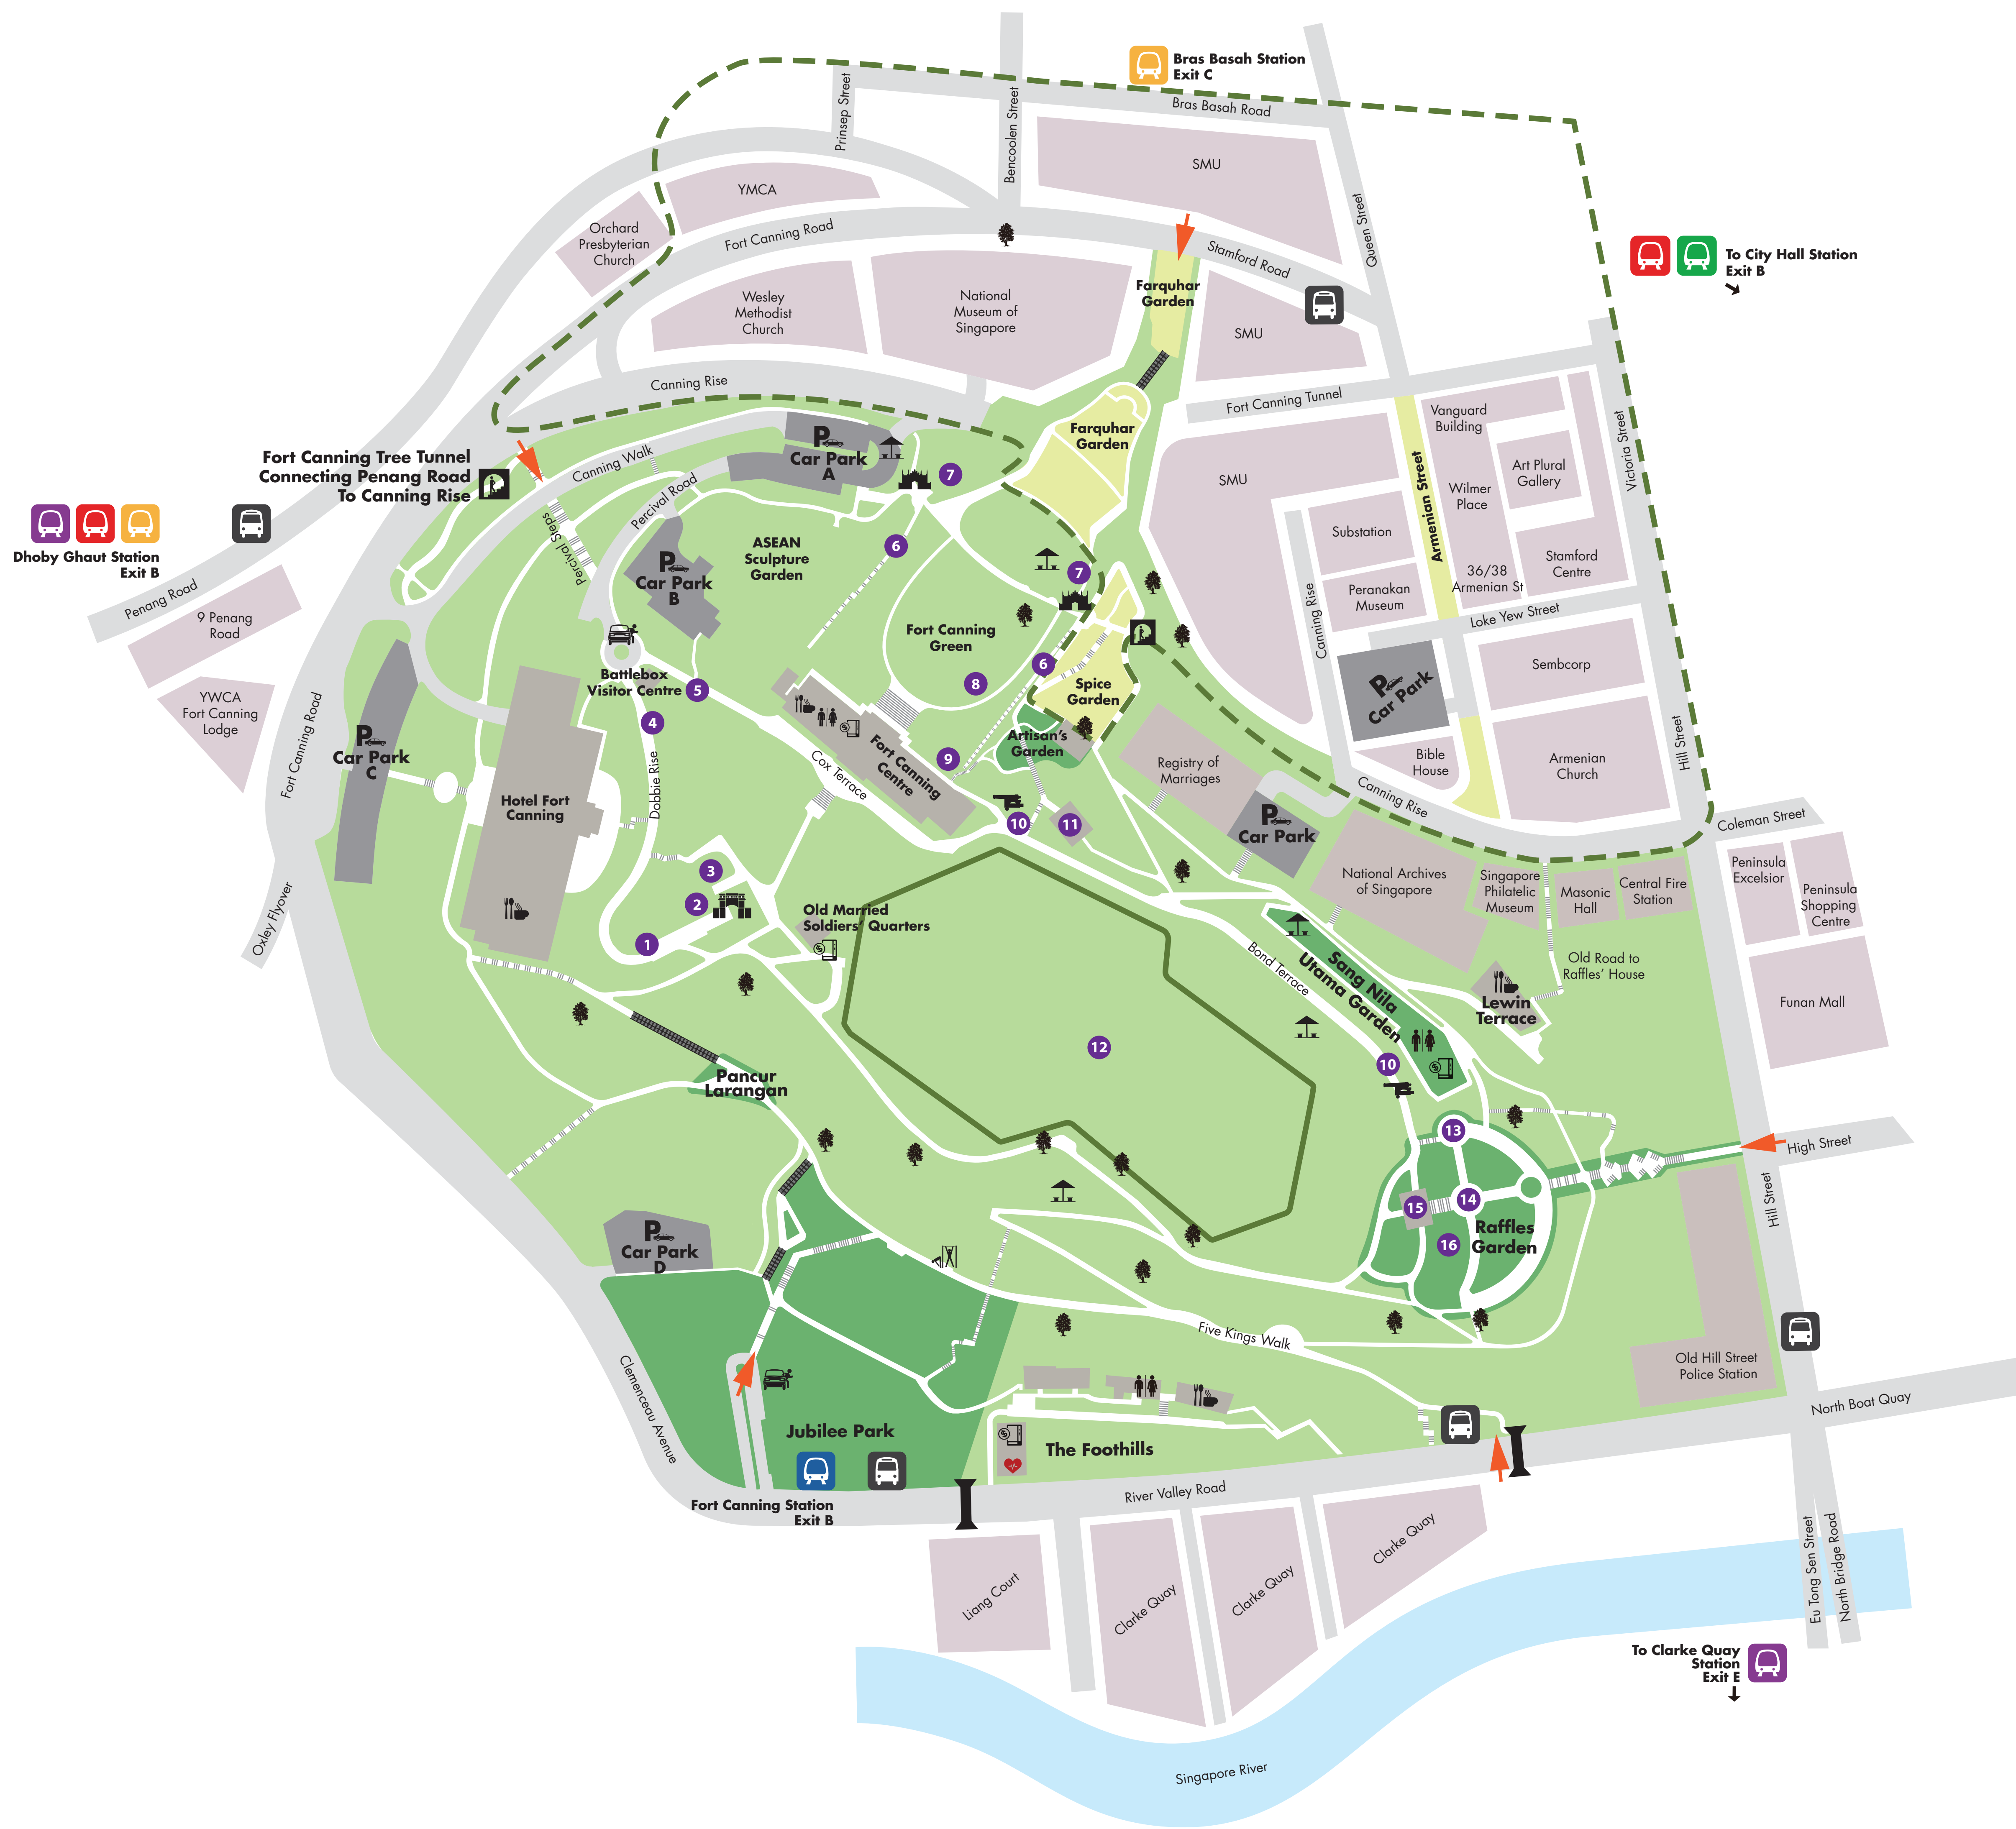 Bras Basah Station
Exit C
Prinsep Street
Bencoolen Street
Bras Basah Road
SMU
YMCA
Queen Street
Orchard
Presbyterian
Church
Fort Canning Road
Stamford Road
To City Hall Station
Exit B
Wesley
Methodist
Church
National
Museum of
Singapore
Farquhar
Garden
SMU
Canning Rise
Fort Canning Tunnel
Vanguard
Building
Victoria Street
Farquhar
Garden
Fort Canning Tree Tunnel
Connecting Penang Road
To Canning Rise
Canning Walk
P
Car Park
A
7
SMU
Armenian Street
Wilmer
Place
Art Plural
Gallery
Percival Road
Percival Steps
Dhoby Ghaut Station
Exit B
ASEAN
Sculpture
Garden
6
Substation
Stamford
Centre
P
Car Park
B
7
36/38
Armenian St
Peranakan
Museum
Penang Road
9 Penang
Road
Canning Rise
Loke Yew Street
Fort Canning
Green
6
Battlebox
Visitor Centre
5
8
Spice
Garden
Sembcorp
P
Car Park
YWCA
Fort Canning
Lodge
Fort Canning Road
4
P
Car Park
C
Artisan's
Garden
Hill Street
Fort Canning
Centre
9
Cox Terrace
Registry of
Marriages
Bible
House
Armenian
Church
Dobbie Rise
Hotel Fort
Canning
Canning Rise
10
11
P
Car Park
Coleman Street
3
2
1
National Archives
of Singapore
Singapore
Philatelic
Museum
Masonic
Hall
Central Fire
Station
Peninsula
Excelsior
Peninsula
Shopping
Centre
Oxley Flyover
Old Married
Soldiers' Quarters
Bond Terrace
Sang Nila
Utama Garden
Old Road to
Raffles' House
Lewin
Terrace
Funan Mall
12
10
Pancur
Larangan
13
High Street
15
14
Hill Street
P
Car Park
D
16
Raffles
Garden
Five Kings Walk
Old Hill Street
Police Station
Clemenceau Avenue
North Boat Quay
Jubilee Park
The Foothills
Fort Canning Station
Exit B
River Valley Road
Liang Court
Clarke Quay
Clarke Quay
Clarke Quay
Eu Tong Sen Street
North Bridge Road
To Clarke Quay
Station
Exit E
Singapore River